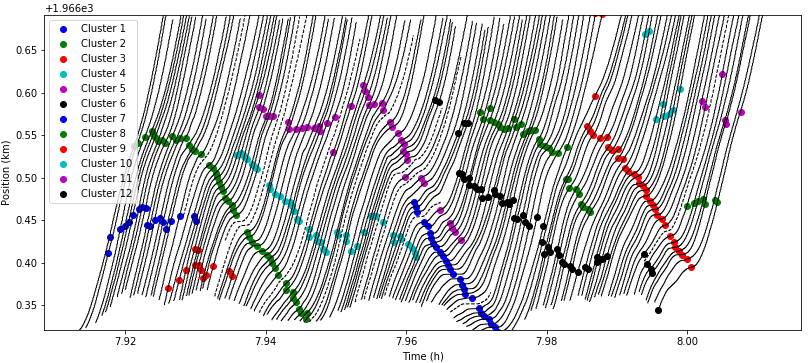 +1.966e3
Cluster 1
Cluster 2
Cluster 3
Cluster 4
Cluster 5
Cluster 6
Cluster 7
Cluster 8
Cluster 9
Cluster 10
Cluster 11
Cluster 12
0.65
0.60
0.55
0.50
0.45
0.40
0.35
Position (km)
7.92
7.94
7.96
7.98
8.00
Time (h)